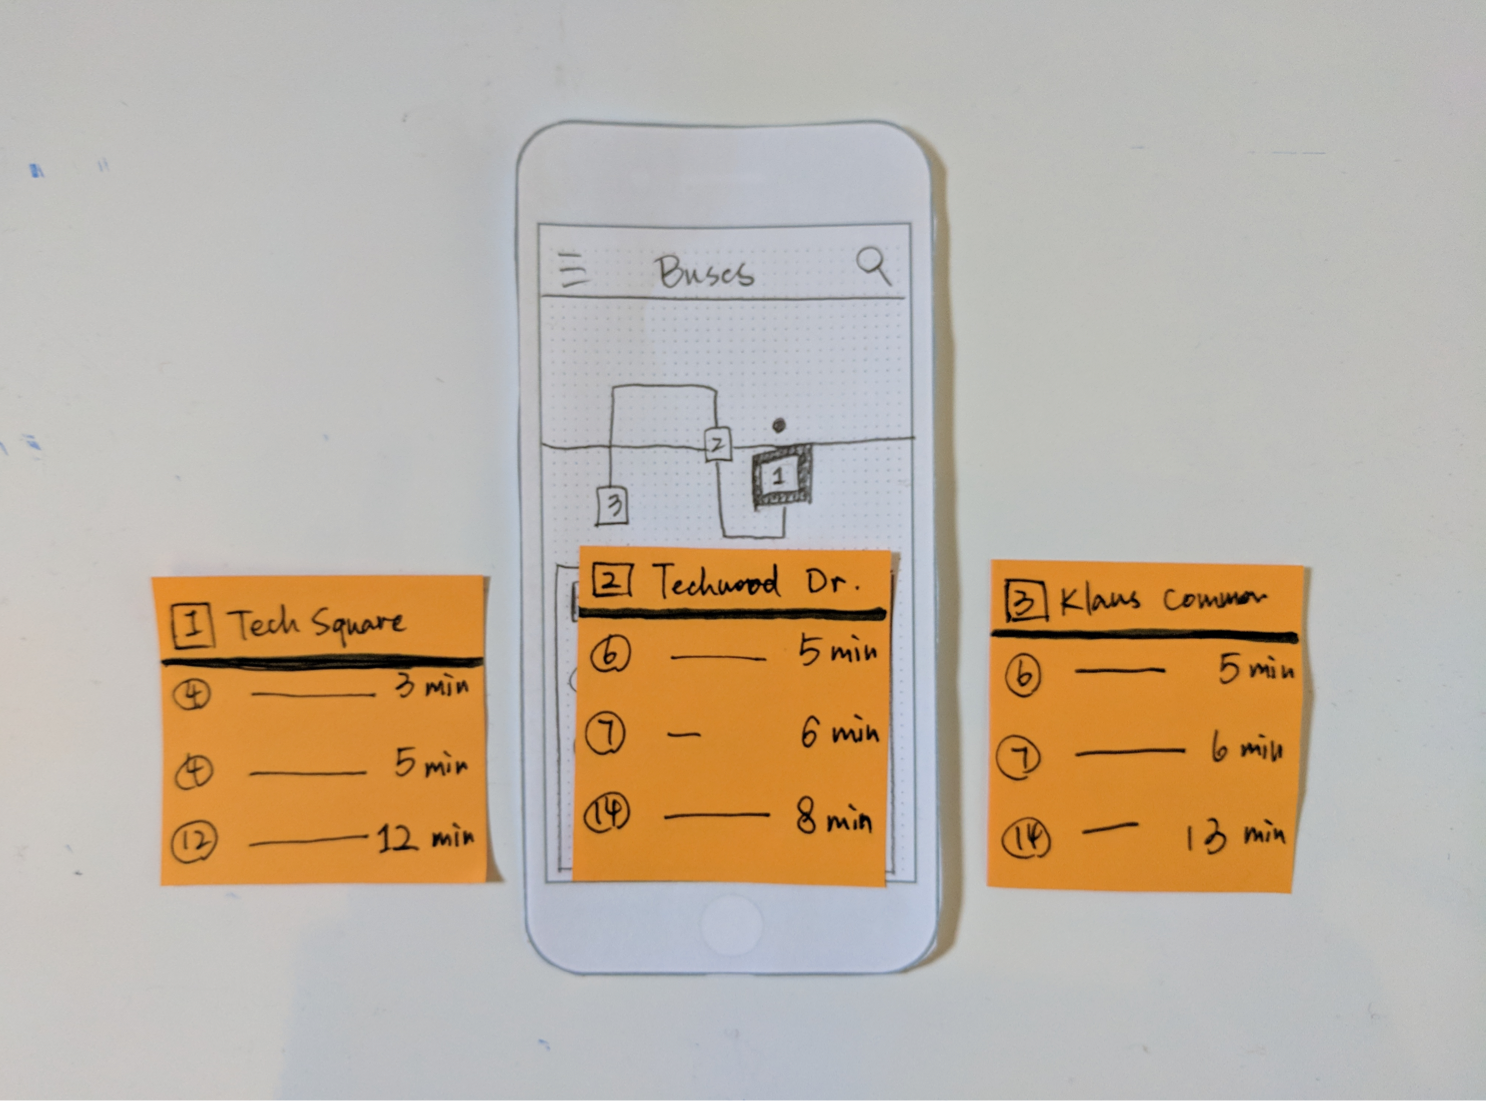 Buses
2
1
3
1 Tech Square
4 3 min
4 5 min
12 12 min
2 Techwood Dr.
6 5 min
7 6 min
14 8 min
3 Klaus Common
6 5 min
7 6 min
14 13 min